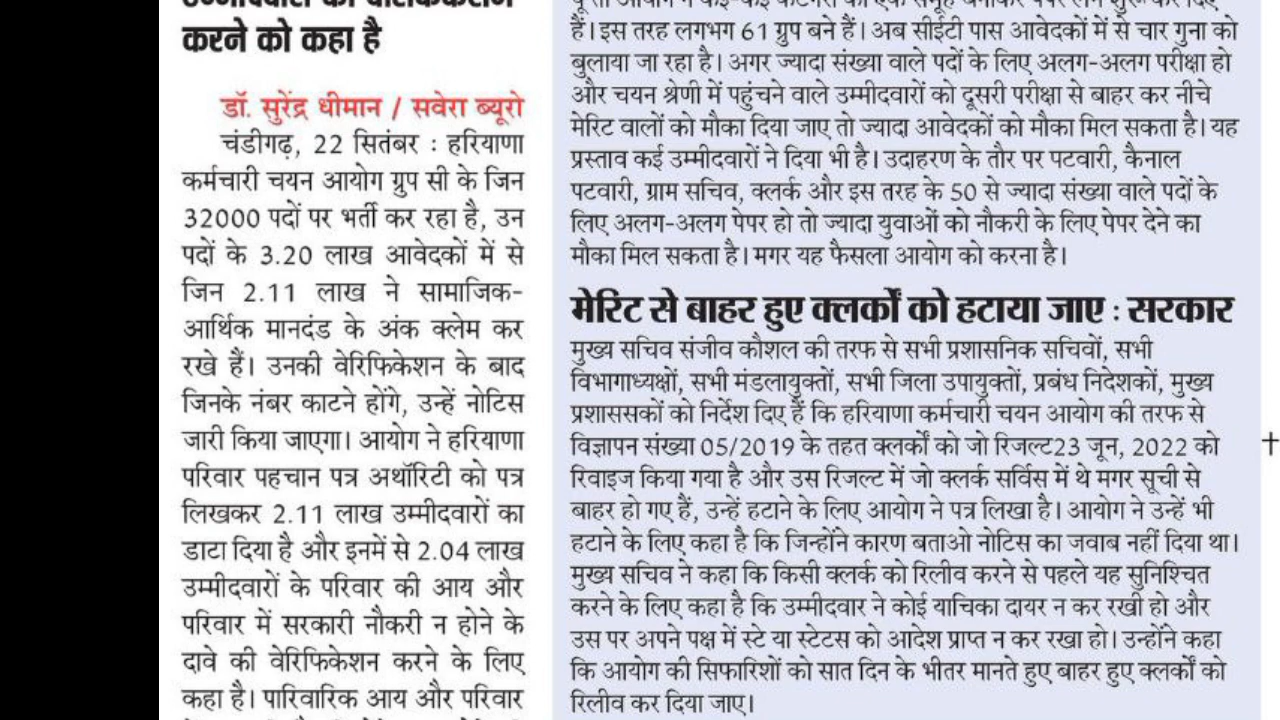 करने को कहा है
डॉ. सुरेंद्र धीमान / सवेरा ब्यूरो
चंडीगढ़, 22 सितंबर : हरियाणा
कर्मचारी चयन आयोग ग्रुप सी के जिन
32000 पदों पर भर्ती कर रहा है, उन
पदों के 3.20 लाख आवेदकों में से
जिन 2.11 लाख ने सामाजिक-
आर्थिक मानदंड के अंक क्लेम कर
रखे हैं। उनकी वेरिफिकेशन के बाद
जिनके नंबर काटने होंगे, उन्हें नोटिस
जारी किया जाएगा। आयोग ने हरियाणा
परिवार पहचान पत्र अथॉरिटी को पत्र
लिखकर 2.11 लाख उम्मीदवारों का
डाटा दिया है और इनमें से 2.04 लाख
उम्मीदवारों के परिवार की आय और
परिवार में सरकारी नौकरी न होने के
दावे की वेरिफिकेशन करने के लिए
कहा है। पारिवारिक आय और परिवार
हैं। इस तरह लगभग 61 ग्रुप बने हैं। अब सीईटी पास आवेदकों में से चार गुना को
बुलाया जा रहा है। अगर ज्यादा संख्या वाले पदों के लिए अलग-अलग परीक्षा हो
और चयन श्रेणी में पहुंचने वाले उम्मीदवारों को दूसरी परीक्षा से बाहर कर नीचे
मेरिट वालों को मौका दिया जाए तो ज्यादा आवेदकों को मौका मिल सकता है। यह
प्रस्ताव कई उम्मीदवारों ने दिया भी है। उदाहरण के तौर पर पटवारी, कैनाल
पटवारी, ग्राम सचिव, क्लर्क और इस तरह के 50 से ज्यादा संख्या वाले पदों के
लिए अलग-अलग पेपर हो तो ज्यादा युवाओं को नौकरी के लिए पेपर देने का
मौका मिल सकता है। मगर यह फैसला आयोग को करना है।
मेरिट से बाहर हुए क्लर्कों को हटाया जाए : सरकार
मुख्य सचिव संजीव कौशल की तरफ से सभी प्रशासनिक सचिवों, सभी
विभागाध्यक्षों, सभी मंडलायुक्तों, सभी जिला उपायुक्तों, प्रबंध निदेशकों, मुख्य
प्रशाससकों को निर्देश दिए हैं कि हरियाणा कर्मचारी चयन आयोग की तरफ से
विज्ञापन संख्या 05/2019 के तहत क्लर्कों को जो रिजल्ट23 जून, 2022 को
रिवाइज किया गया है और उस रिजल्ट में जो क्लर्क सर्विस में थे मगर सूची से
बाहर हो गए हैं, उन्हें हटाने के लिए आयोग ने पत्र लिखा है। आयोग ने उन्हें भी
हटाने के लिए कहा है कि जिन्होंने कारण बताओ नोटिस का जवाब नहीं दिया था।
मुख्य सचिव ने कहा कि किसी क्लर्क को रिलीव करने से पहले यह सुनिश्चित
करने के लिए कहा है कि उम्मीदवार ने कोई याचिका दायर न कर रखी हो और
उस पर अपने पक्ष में स्टे या स्टेटस को आदेश प्राप्त न कर रखा हो। उन्होंने कहा
कि आयोग की सिफारिशों को सात दिन के भीतर मानते हुए बाहर हुए क्लर्कों को
रिलीव कर दिया जाए।